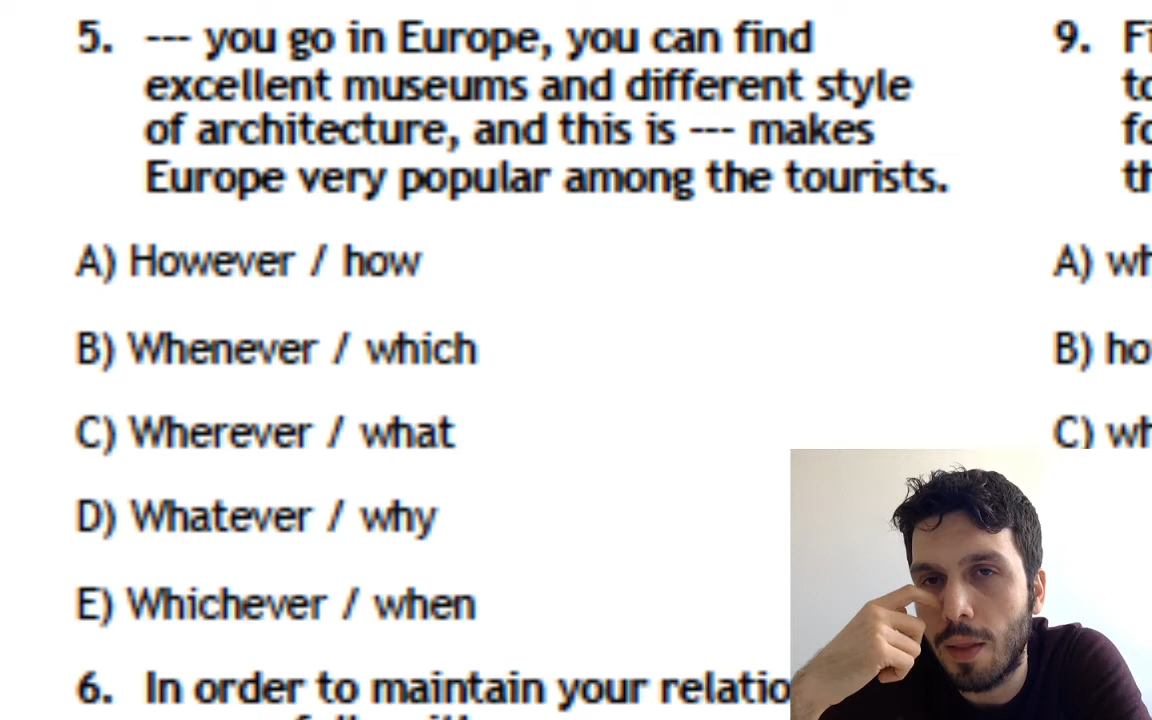 5. --- you go in Europe, you can find
excellent museums and different style
of architecture, and this is --- makes
Europe very popular among the tourists.
A) However / how
B) Whenever / which
C) Wherever / what
D) Whatever / why
E) Whichever / when
6. In order to maintain your
9.
A)
B)
C)